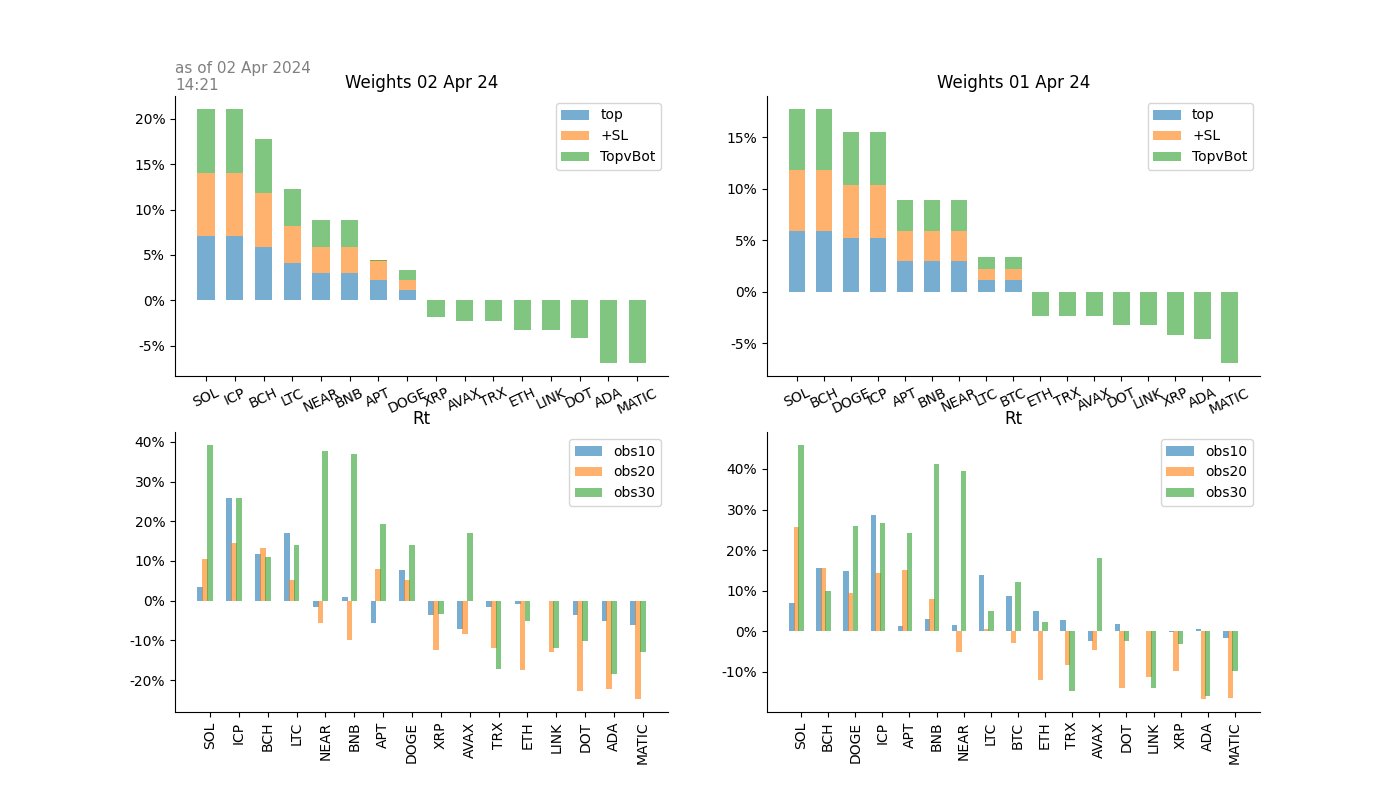 as of 02 Apr 2024
14:21
Weights 02 Apr 24
20%
15%
10%
5%
0%
-5%
top
+SL
TopvBot
SOL ICP BCH LTC NEAR BNB APT DOGE XRP AVAX TRX ETH LINK DOT ADA MATIC
Weights 01 Apr 24
15%
10%
5%
0%
-5%
top
+SL
TopvBot
SOL BCH DOGE ICP APT BNB NEAR LTC BTC ETH TRX AVAX DOT LINK XRP ADA MATIC
Rt
40%
30%
20%
10%
0%
-10%
-20%
obs10
obs20
obs30
SOL ICP BCH LTC NEAR BNB APT DOGE XRP AVAX TRX ETH LINK DOT ADA MATIC
Rt
40%
30%
20%
10%
0%
-10%
obs10
obs20
obs30
SOL BCH DOGE ICP APT BNB NEAR LTC BTC ETH TRX AVAX DOT LINK XRP ADA MATIC